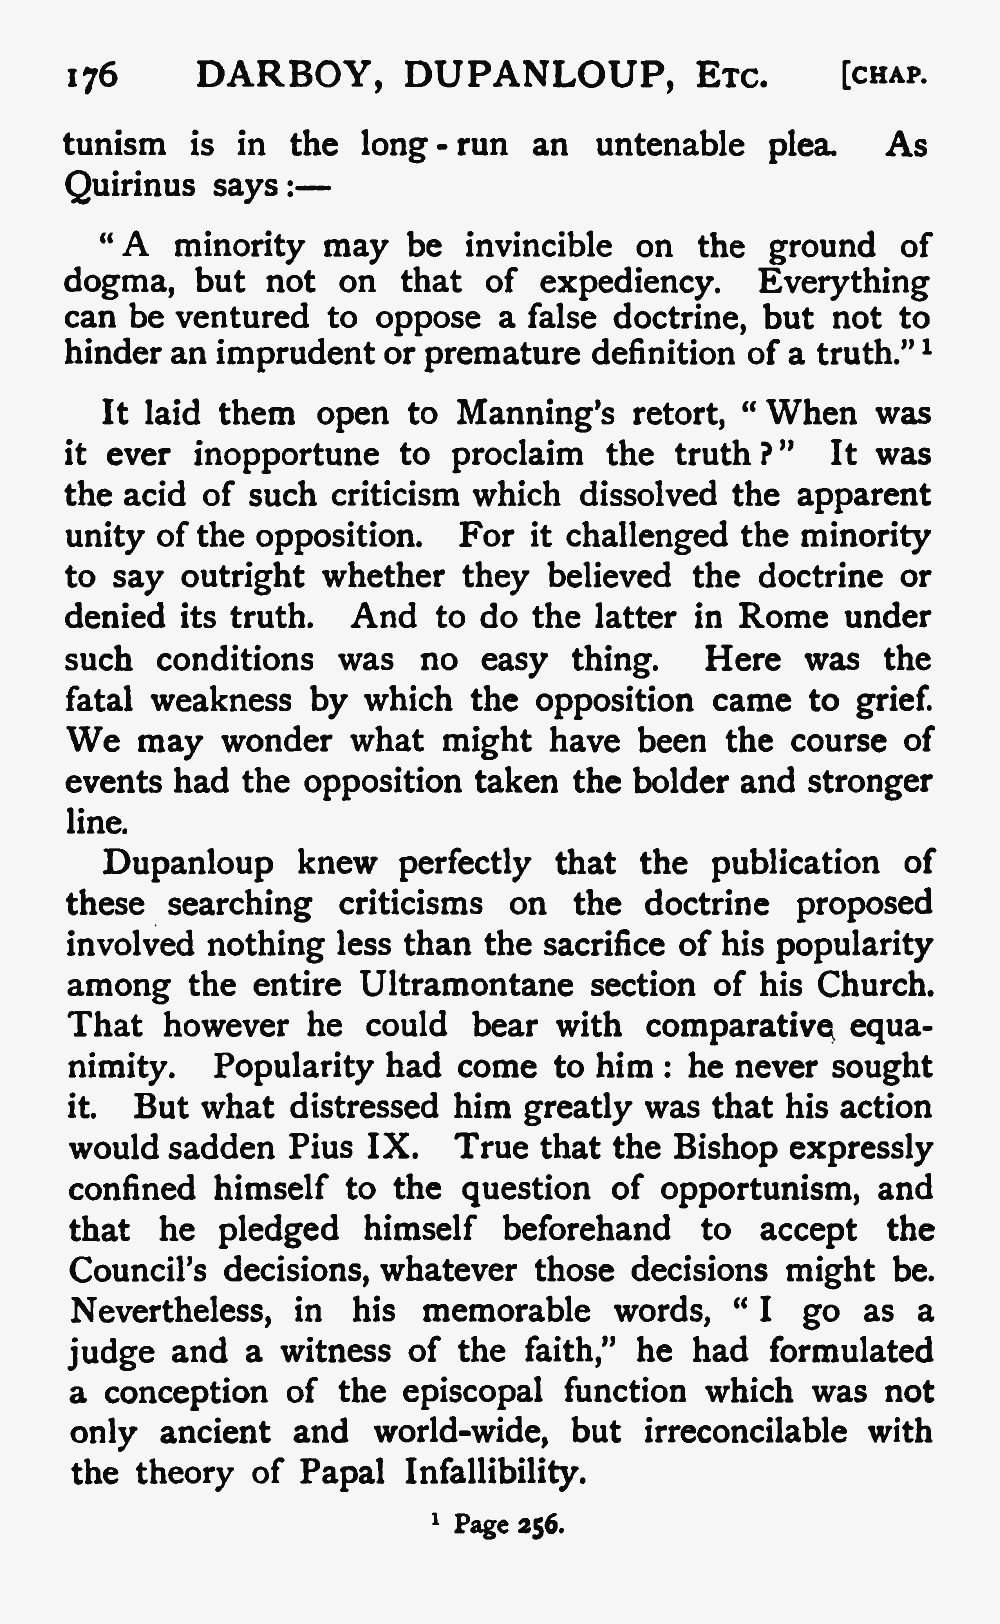 176 DARBOY, DUPANLOUP, ETC. [CHAP.
tunism is in the long-run an untenable plea. As
Quirinus says:—
“A minority may be invincible on the ground of
dogma, but not on that of expediency. Everything
can be ventured to oppose a false doctrine, but not to
hinder an imprudent or premature definition of a truth.” ¹
It laid them open to Manning's retort, “When was
it ever inopportune to proclaim the truth?” It was
the acid of such criticism which dissolved the apparent
unity of the opposition. For it challenged the minority
to say outright whether they believed the doctrine or
denied its truth. And to do the latter in Rome under
such conditions was no easy thing. Here was the
fatal weakness by which the opposition came to grief.
We may wonder what might have been the course of
events had the opposition taken the bolder and stronger
line.
Dupanloup knew perfectly that the publication of
these searching criticisms on the doctrine proposed
involved nothing less than the sacrifice of his popularity
among the entire Ultramontane section of his Church.
That however he could bear with comparative equa-
nimity. Popularity had come to him: he never sought
it. But what distressed him greatly was that his action
would sadden Pius IX. True that the Bishop expressly
confined himself to the question of opportunism, and
that he pledged himself beforehand to accept the
Council's decisions, whatever those decisions might be.
Nevertheless, in his memorable words, “I go as a
judge and a witness of the faith,” he had formulated
a conception of the episcopal function which was not
only ancient and world-wide, but irreconcilable with
the theory of Papal Infallibility.
¹ Page 256.